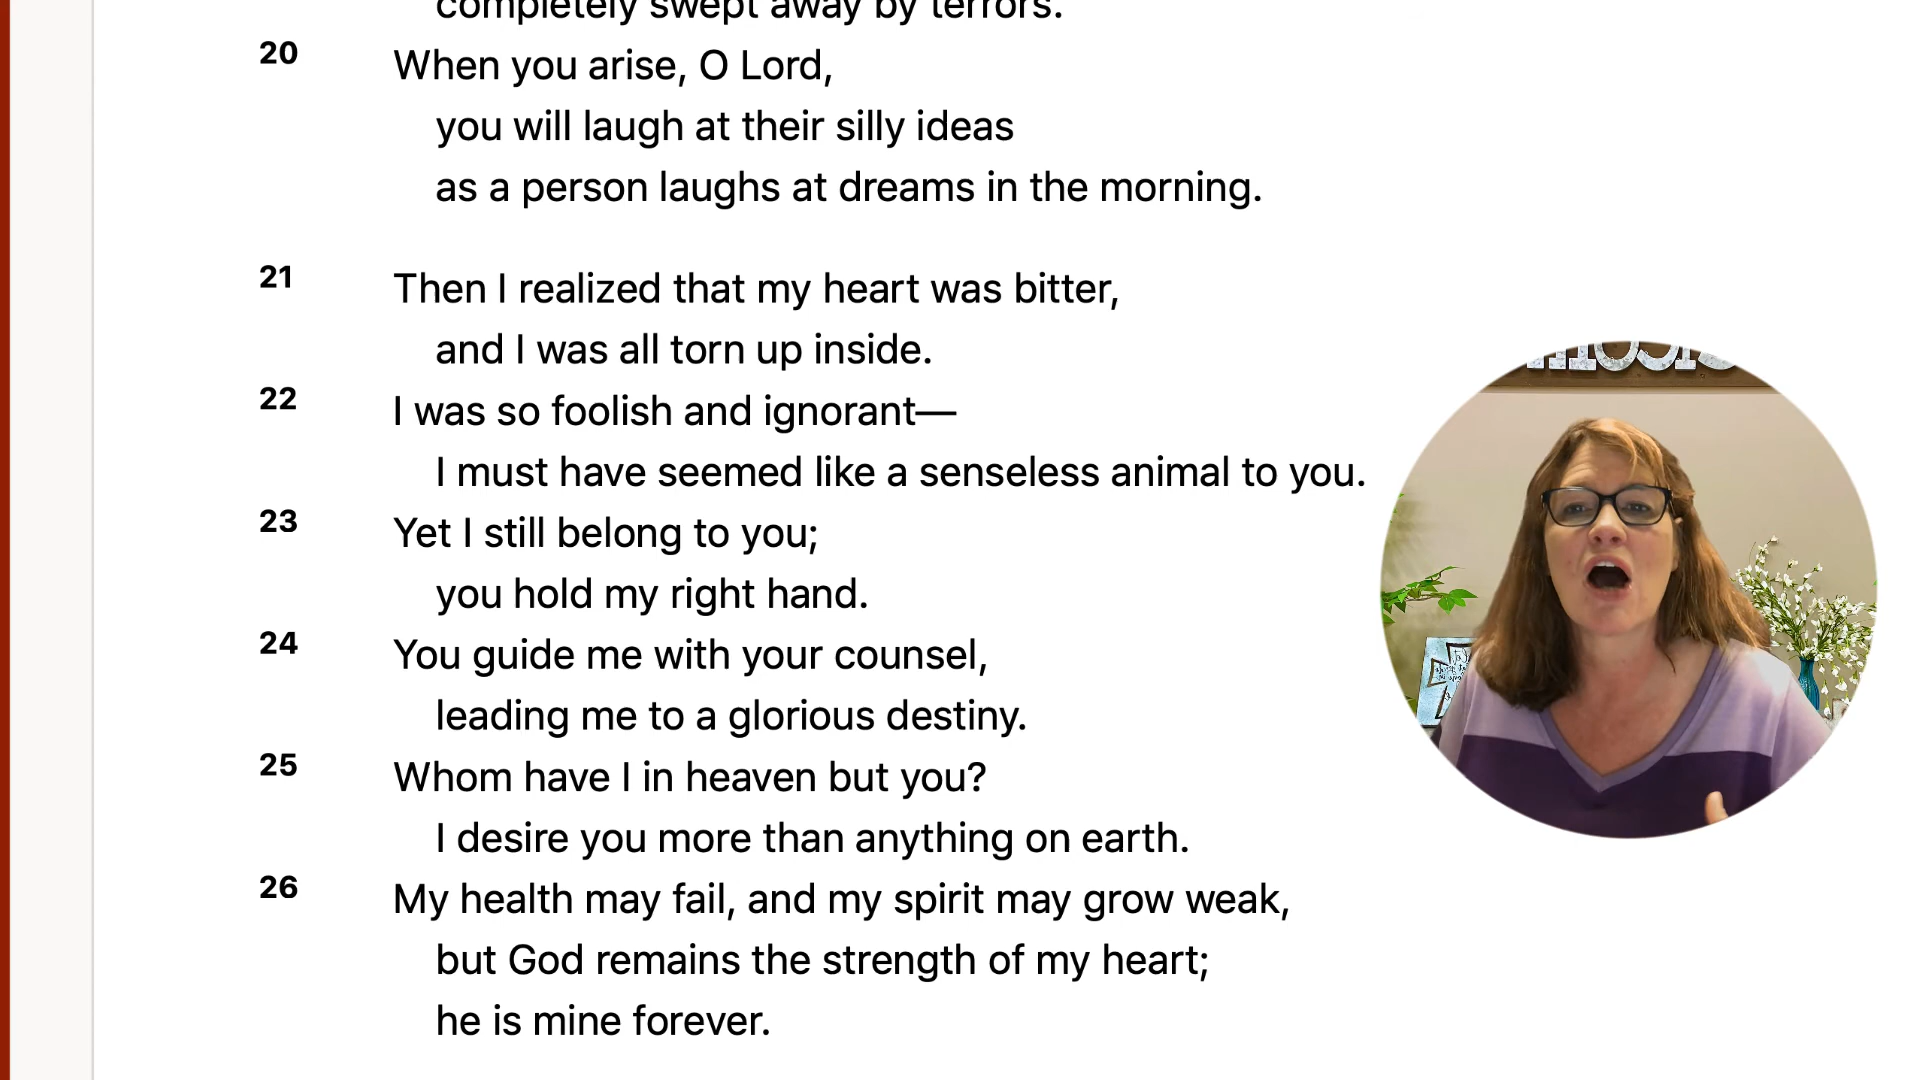 completely swept away by terrors.
20 When you arise, O Lord,
you will laugh at their silly ideas
as a person laughs at dreams in the morning.
21 Then I realized that my heart was bitter,
and I was all torn up inside.
22 I was so foolish and ignorant—
I must have seemed like a senseless animal to you.
23 Yet I still belong to you;
you hold my right hand.
24 You guide me with your counsel,
leading me to a glorious destiny.
25 Whom have I in heaven but you?
I desire you more than anything on earth.
26 My health may fail, and my spirit may grow weak,
but God remains the strength of my heart;
he is mine forever.